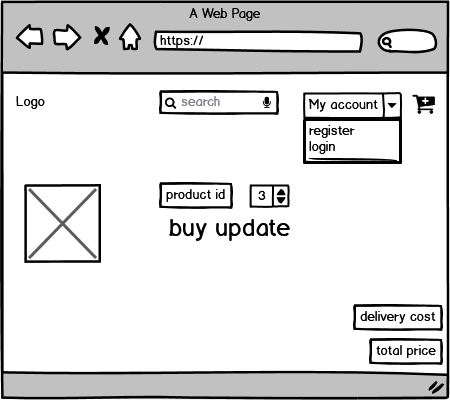 A Web Page
https://
Logo
search
My account
register
login
product id
3
buy update
delivery cost
total price